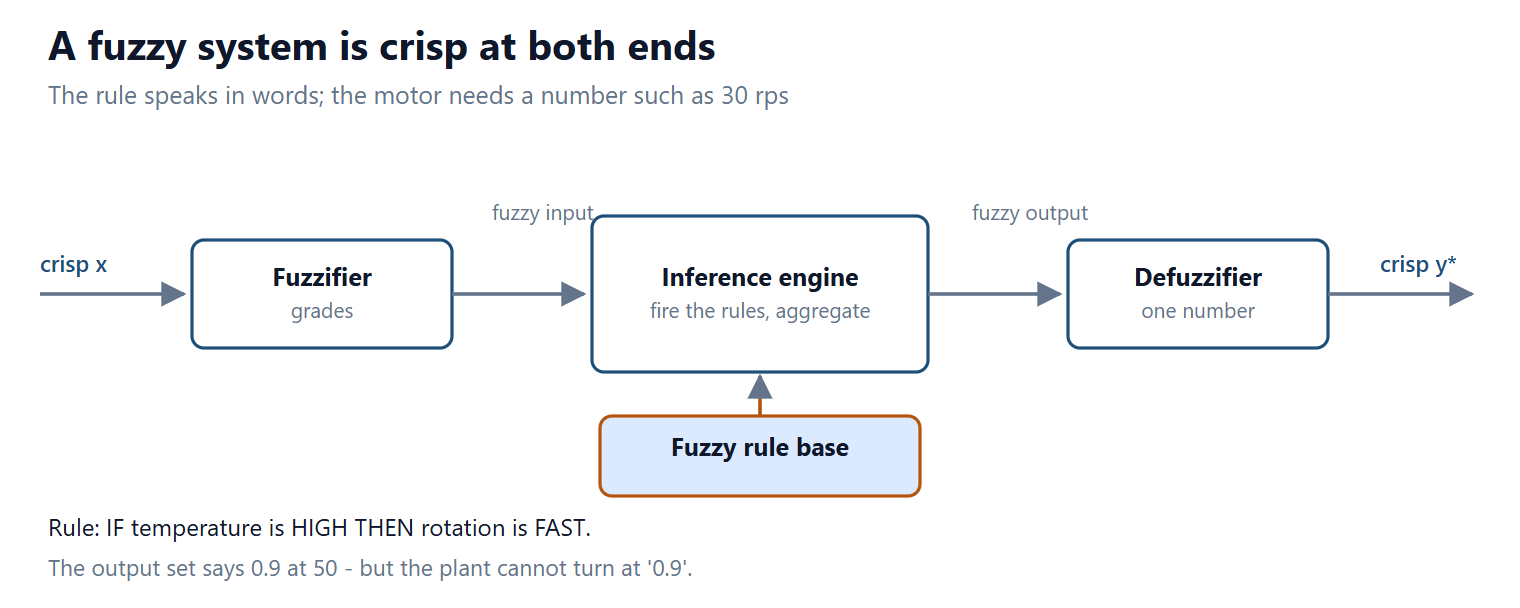 A fuzzy system is crisp at both ends
The rule speaks in words; the motor needs a number such as 30 rps
fuzzy input
fuzzy output
crisp x
Fuzzifier
grades
Inference engine
fire the rules, aggregate
Defuzzifier
one number
crisp y*
Fuzzy rule base
Rule: IF temperature is HIGH THEN rotation is FAST.
The output set says 0.9 at 50 - but the plant cannot turn at '0.9'.